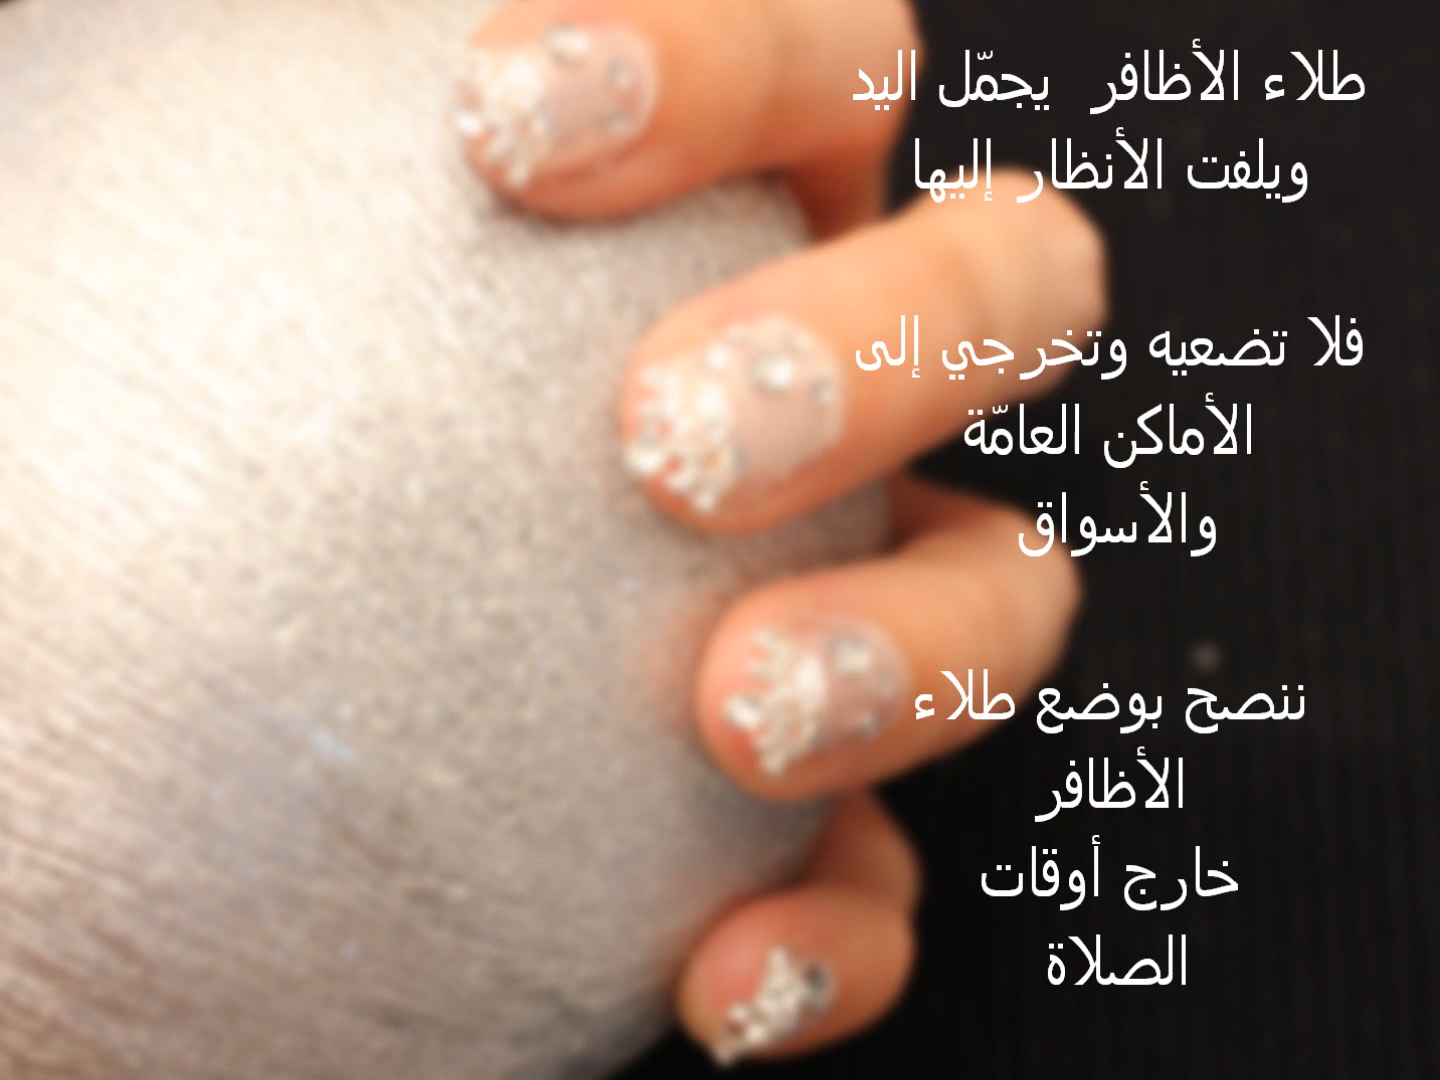 طلاء الأظافر يجمّل اليد
ويلفت الأنظار إليها
فلا تضعيه وتخرجي إلى
الأماكن العامّة
والأسواق
ننصح بوضع طلاء
الأظافر
خارج أوقات
الصلاة